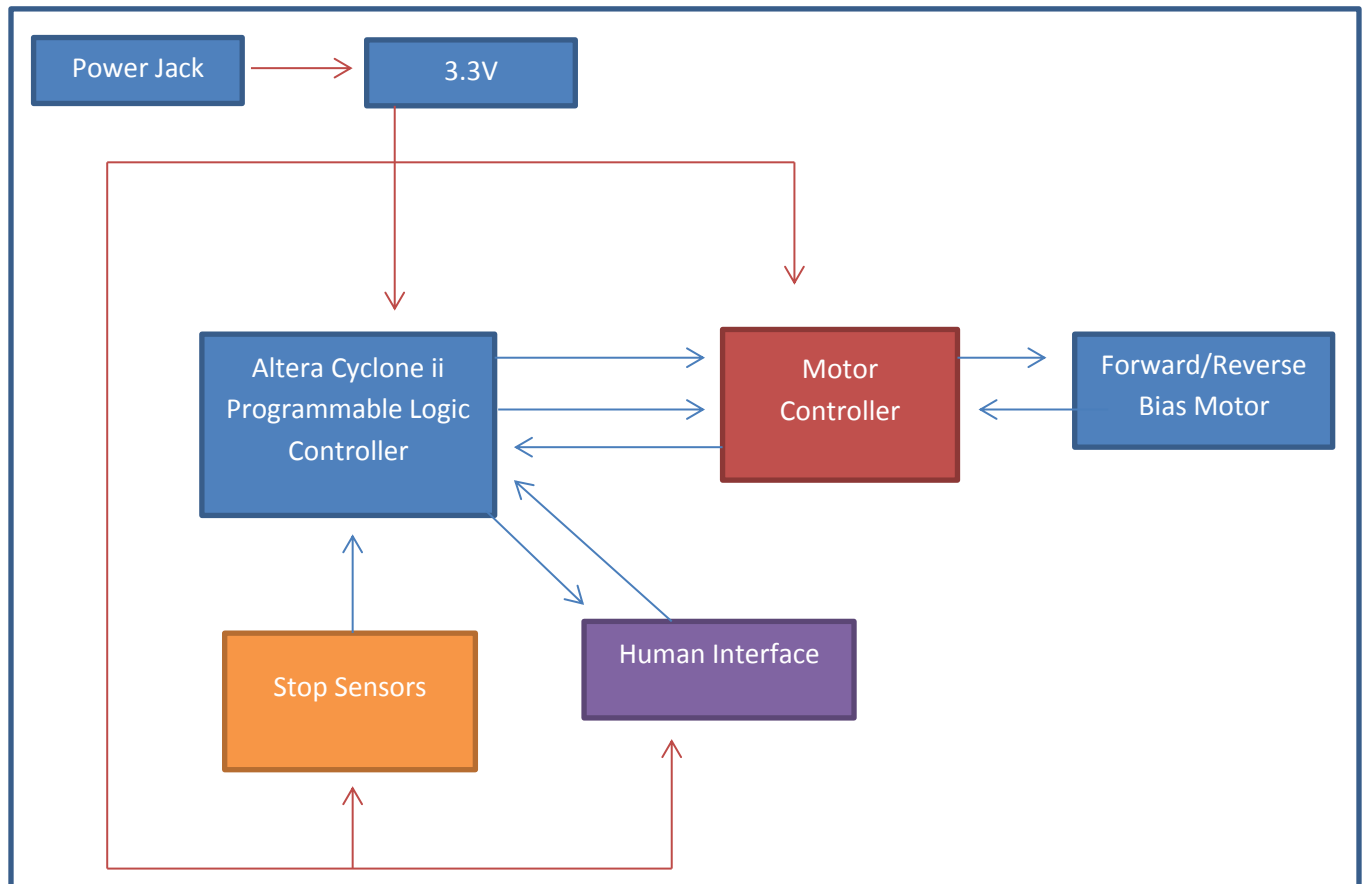 Power Jack
3.3V
Altera Cyclone ii
Programmable Logic
Controller
Motor
Controller
Forward/Reverse
Bias Motor
Stop Sensors
Human Interface